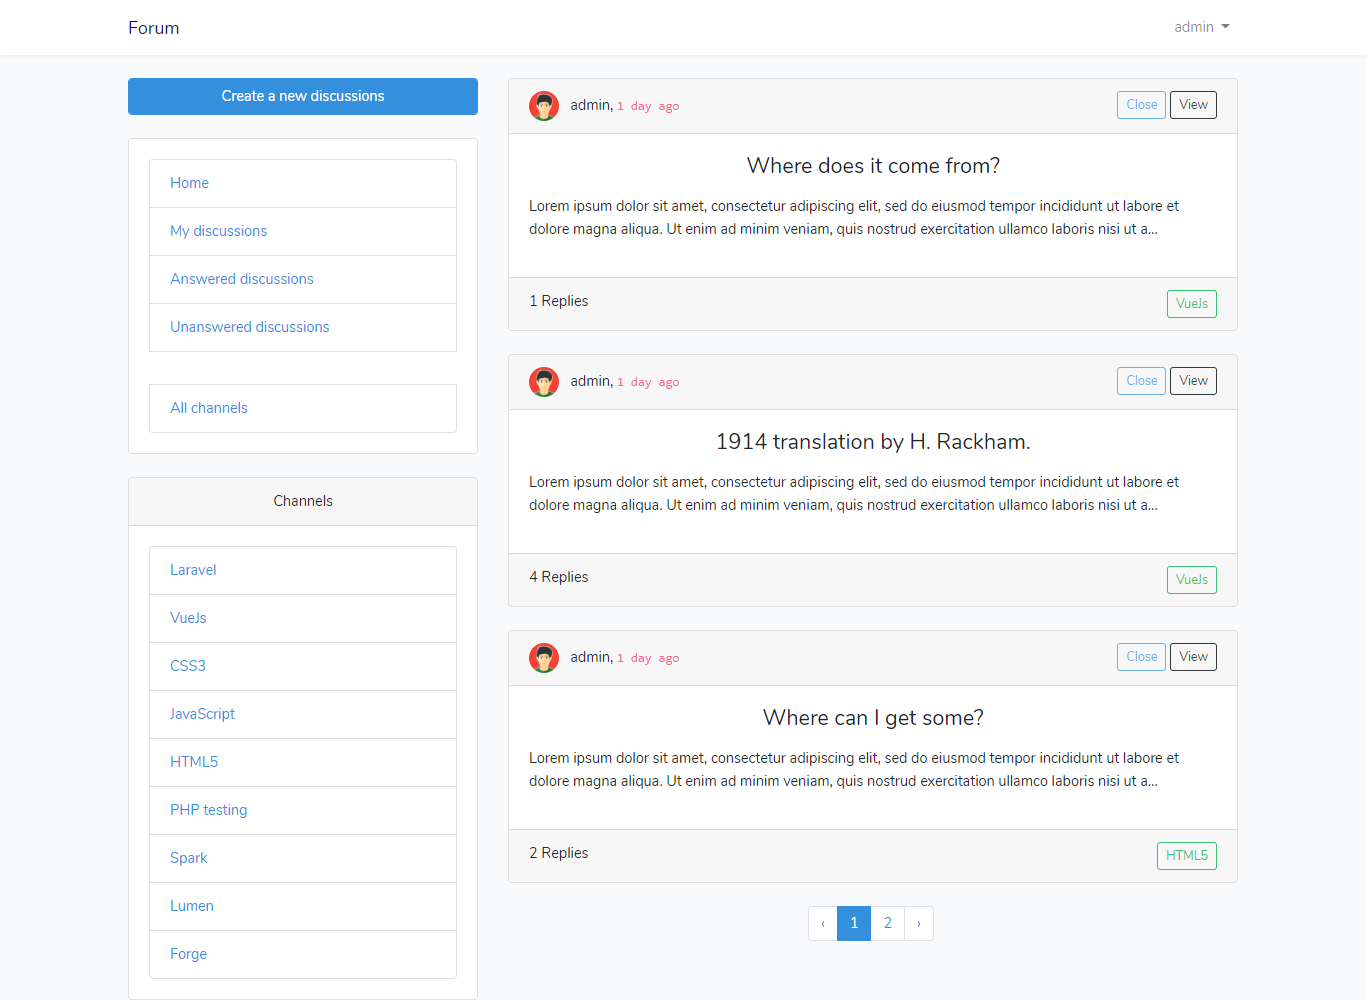 Forum
admin
Create a new discussions
Home
My discussions
Answered discussions
Unanswered discussions
All channels
Channels
Laravel
VueJs
CSS3
JavaScript
HTML5
PHP testing
Spark
Lumen
Forge
admin, 1 day ago
Close View
Where does it come from?
Lorem ipsum dolor sit amet, consectetur adipiscing elit, sed do eiusmod tempor incididunt ut labore et
dolore magna aliqua. Ut enim ad minim veniam, quis nostrud exercitation ullamco laboris nisi ut a...
1 Replies
VueJs
admin, 1 day ago
Close View
1914 translation by H. Rackham.
Lorem ipsum dolor sit amet, consectetur adipiscing elit, sed do eiusmod tempor incididunt ut labore et
dolore magna aliqua. Ut enim ad minim veniam, quis nostrud exercitation ullamco laboris nisi ut a...
4 Replies
VueJs
admin, 1 day ago
Close View
Where can I get some?
Lorem ipsum dolor sit amet, consectetur adipiscing elit, sed do eiusmod tempor incididunt ut labore et
dolore magna aliqua. Ut enim ad minim veniam, quis nostrud exercitation ullamco laboris nisi ut a...
2 Replies
HTML5
‹ 1 2 ›